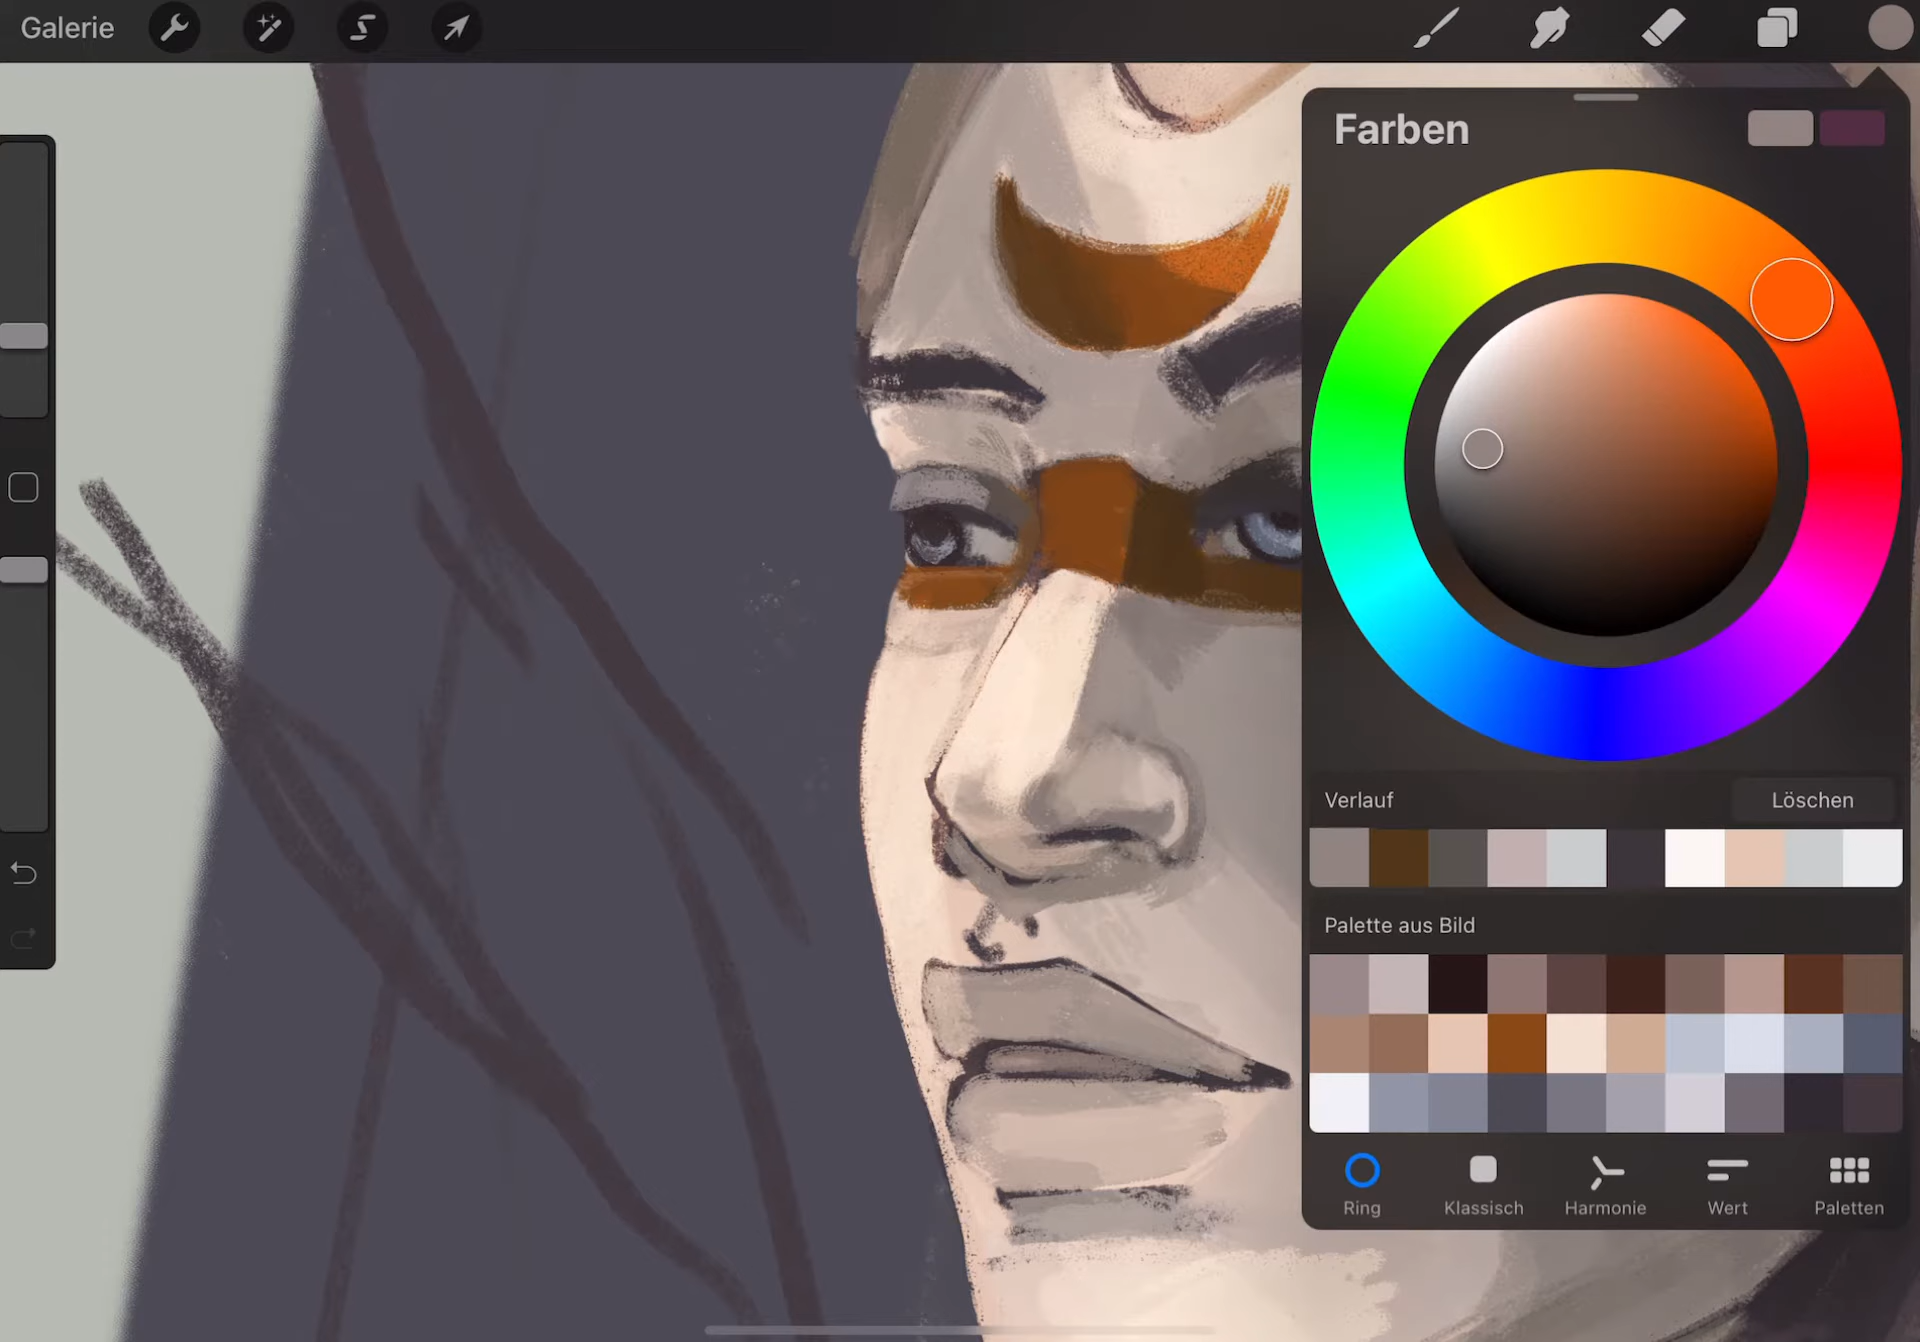 Galerie
Farben
Verlauf
Löschen
Palette aus Bild
Ring
Klassisch
Harmonie
Wert
Paletten